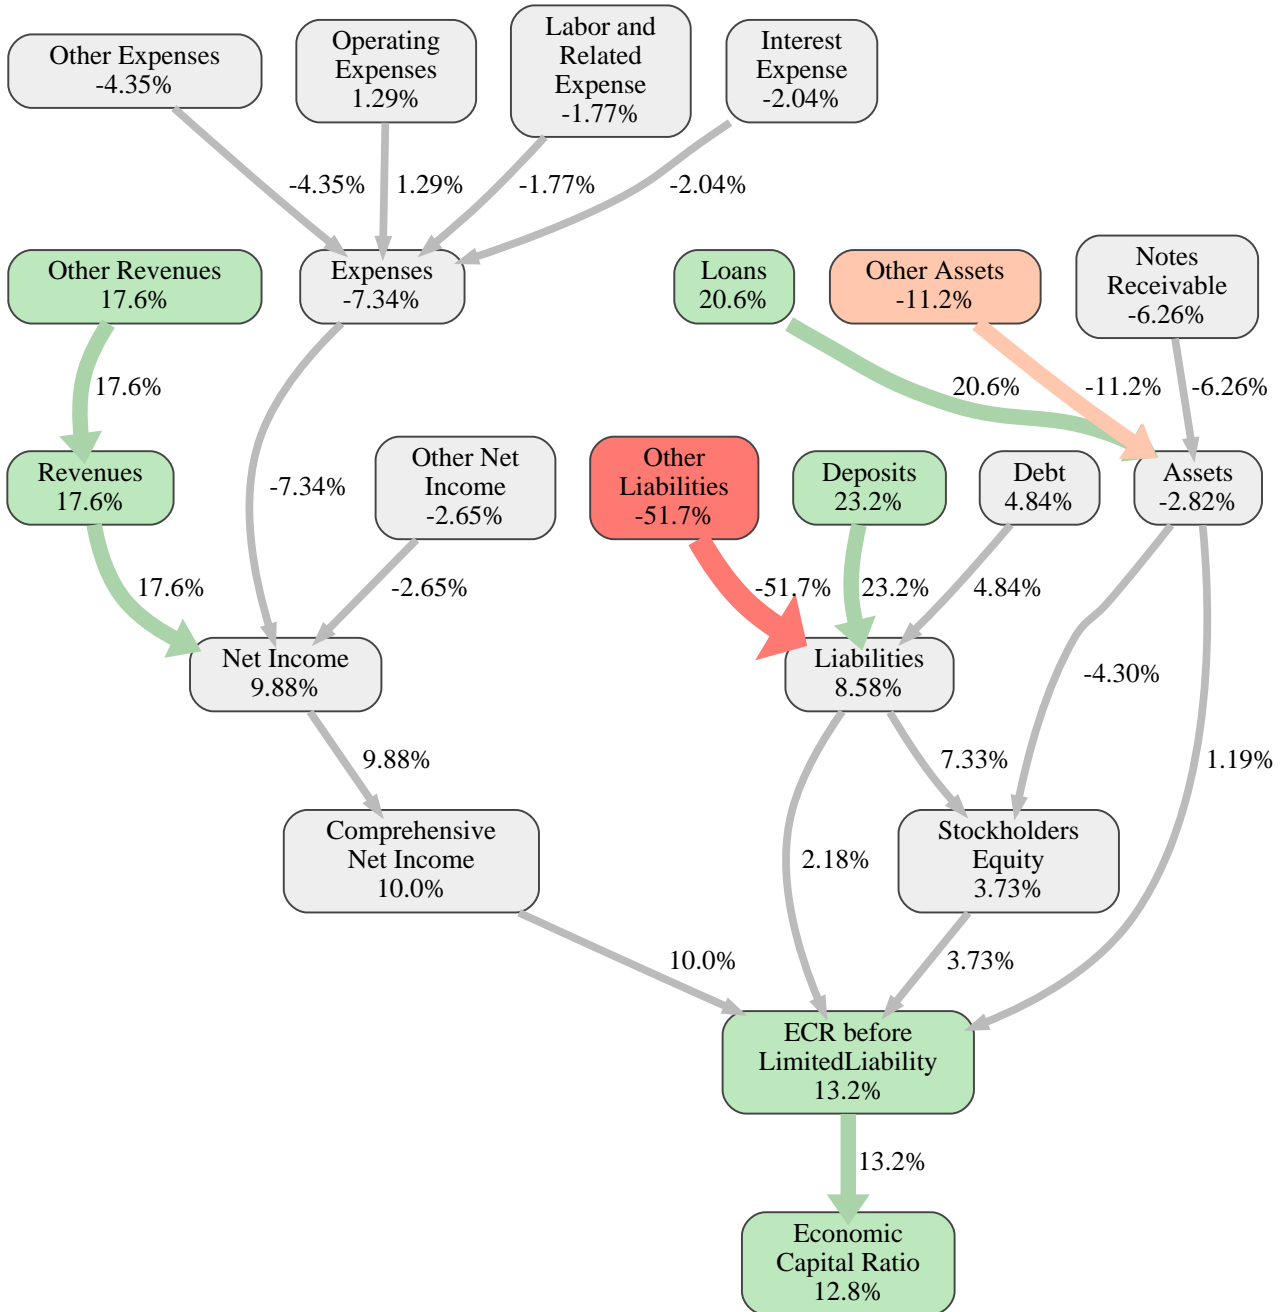 Other Expenses
-4.35%
Operating
Expenses
1.29%
Labor and
Related
Expense
-1.77%
Interest
Expense
-2.04%
-4.35%
1.29%
-1.77%
-2.04%
Other Revenues
17.6%
Expenses
-7.34%
Loans
20.6%
Other Assets
-11.2%
Notes
Receivable
-6.26%
17.6%
20.6%
-11.2%
-6.26%
Revenues
17.6%
-7.34%
Other Net
Income
-2.65%
Other
Liabilities
-51.7%
Deposits
23.2%
Debt
4.84%
Assets
-2.82%
17.6%
-2.65%
-51.7%
23.2%
4.84%
Net Income
9.88%
Liabilities
8.58%
-4.30%
9.88%
7.33%
1.19%
Comprehensive
Net Income
10.0%
2.18%
Stockholders
Equity
3.73%
10.0%
3.73%
ECR before
LimitedLiability
13.2%
13.2%
Economic
Capital Ratio
12.8%